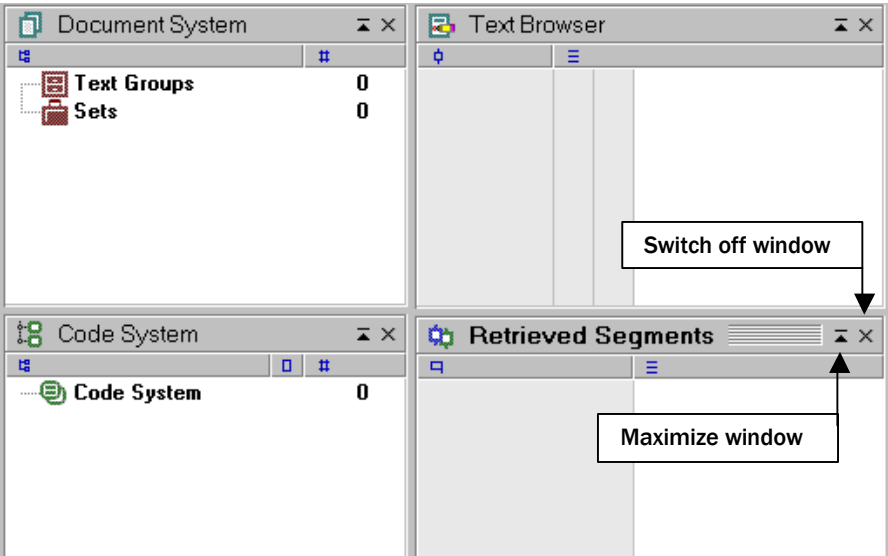 Document System
#
Text Groups 0
Sets 0
Text Browser
Switch off window
Code System
#
Code System 0
Retrieved Segments
Maximize window